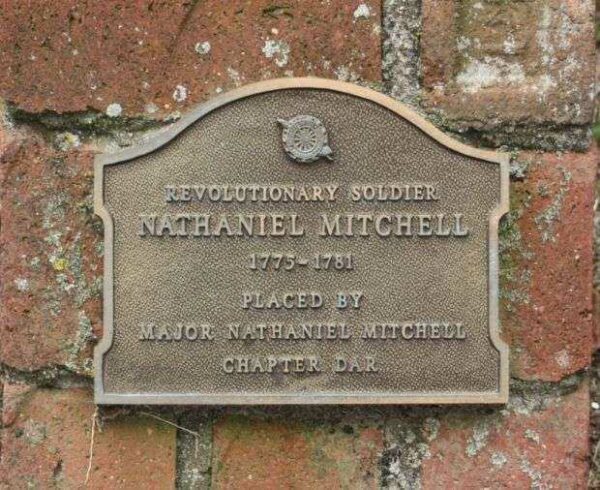 REVOLUTIONARY SOLDIER
NATHANIEL MITCHELL
1775-1781
PLACED BY
MAJOR NATHANIEL MITCHELL
CHAPTER DAR